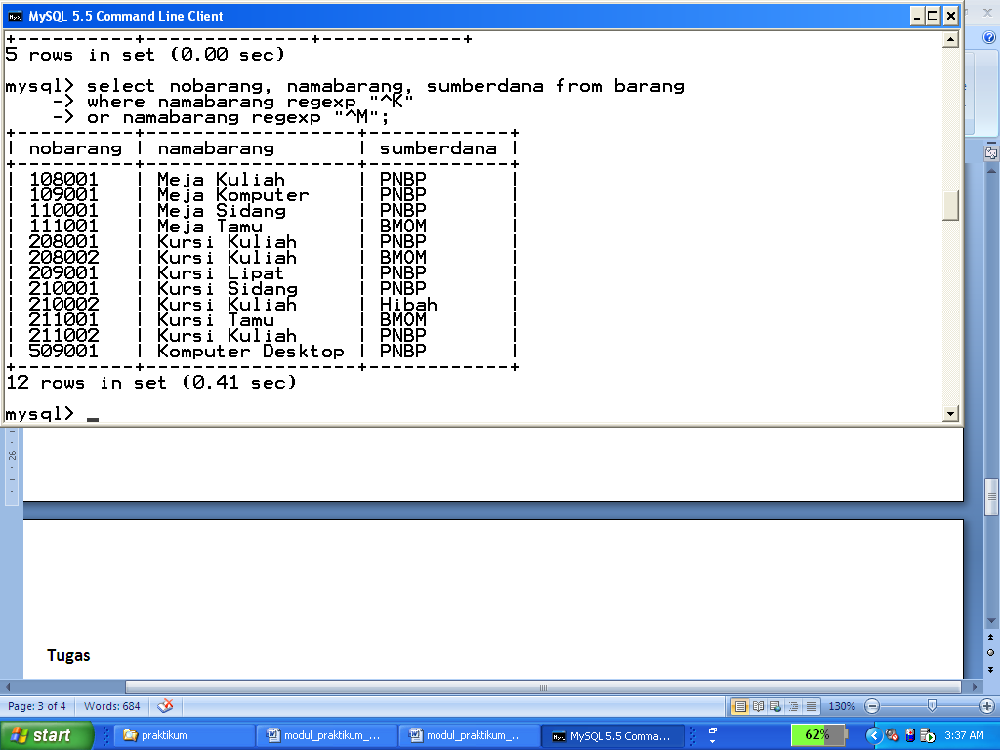 MySQL 5.5 Command Line Client
+----------+---------------+------------+
5 rows in set (0.00 sec)
mysql> select nobarang, namabarang, sumberdana from barang
    -> where namabarang regexp "^K"
    -> or namabarang regexp "^M";
+----------+------------------+------------+
| nobarang | namabarang | sumberdana |
+----------+------------------+------------+
| 108001 | Meja Kuliah | PNBP |
| 109001 | Meja Komputer | PNBP |
| 110001 | Meja Sidang | PNBP |
| 111001 | Meja Tamu | BMOM |
| 208001 | Kursi Kuliah | PNBP |
| 208002 | Kursi Kuliah | BMOM |
| 209001 | Kursi Lipat | PNBP |
| 210001 | Kursi Sidang | PNBP |
| 210002 | Kursi Kuliah | Hibah |
| 211001 | Kursi Tamu | BMOM |
| 211002 | Kursi Kuliah | PNBP |
| 509001 | Komputer Desktop | PNBP |
+----------+------------------+------------+
12 rows in set (0.41 sec)
mysql> _
26
Tugas
Page: 3 of 4 Words: 684 130%
start praktikum modul_praktikum_... modul_praktikum_... MySQL 5.5 Comma... 62% 3:37 AM